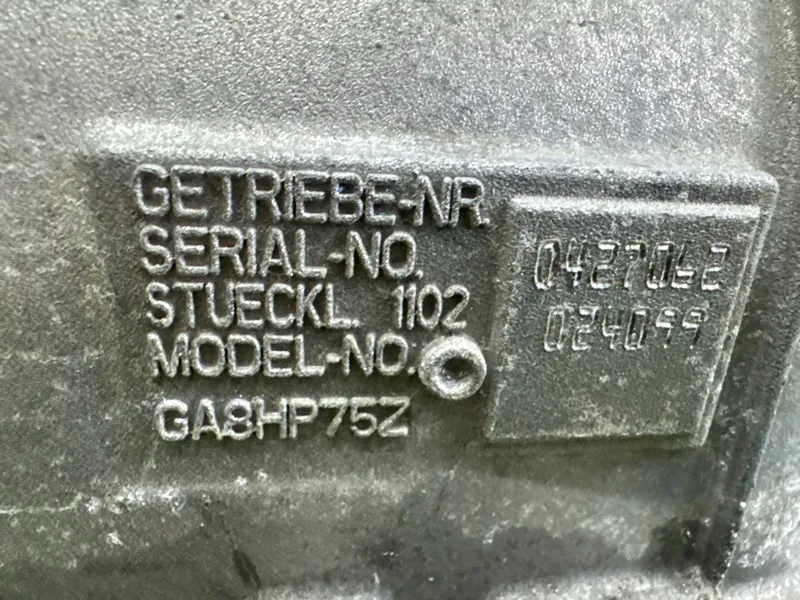 GETRIEBE-NR.
SERIAL-NO.
0427062
STUECKL. 1102
024099
MODEL-NO.
GA8HP75Z